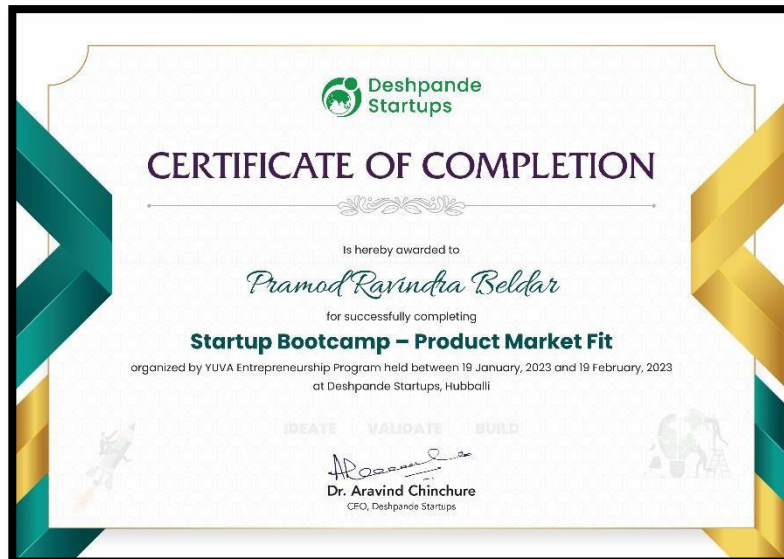 Deshpande
Startups
CERTIFICATE OF COMPLETION
Is hereby awarded to
Pramod Ravindra Beldar
for successfully completing
Startup Bootcamp – Product Market Fit
organized by YUVA Entrepreneurship Program held between 19 January, 2023 and 19 February, 2023
at Deshpande Startups, Hubballi
IDEATE | VALIDATE | BUILD
Dr. Aravind Chinchure
CEO, Deshpande Startups